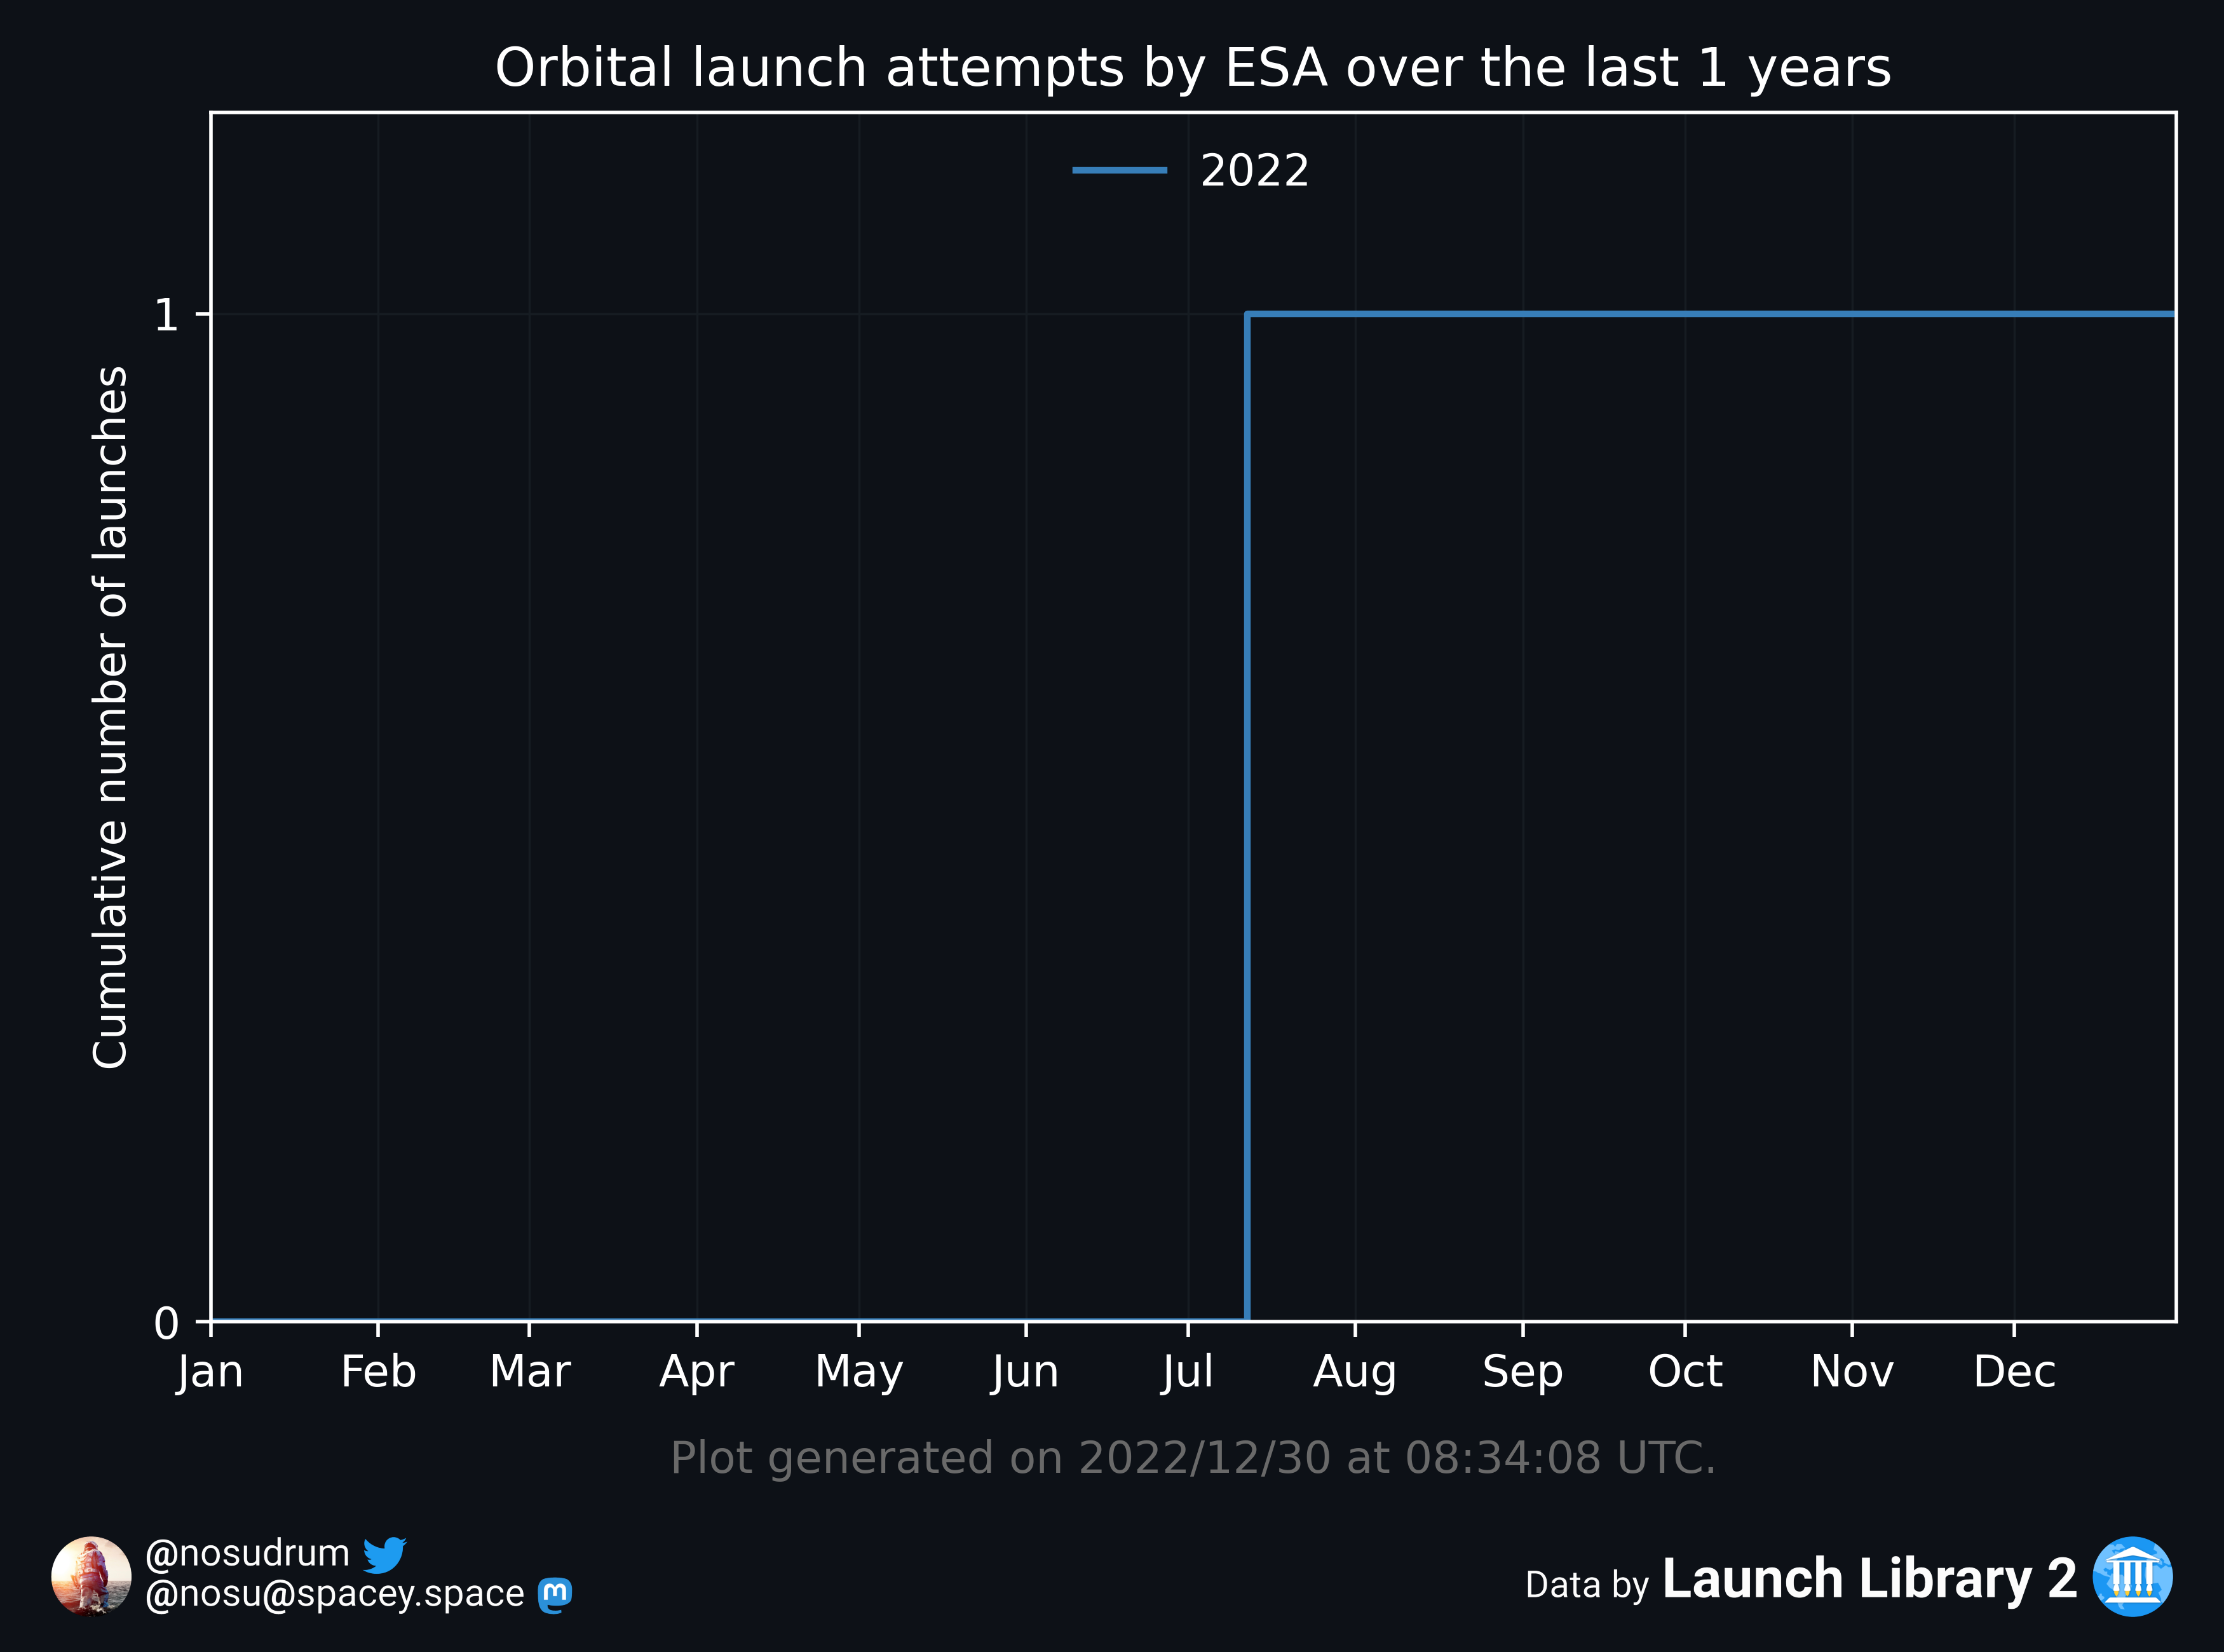 Orbital launch attempts by ESA over the last 1 years
2022
1
Cumulative number of launches
0
Jan Feb Mar Apr May Jun Jul Aug Sep Oct Nov Dec
Plot generated on 2022/12/30 at 08:34:08 UTC.
@nosudrum
@nosu@spacey.space
Data by Launch Library 2